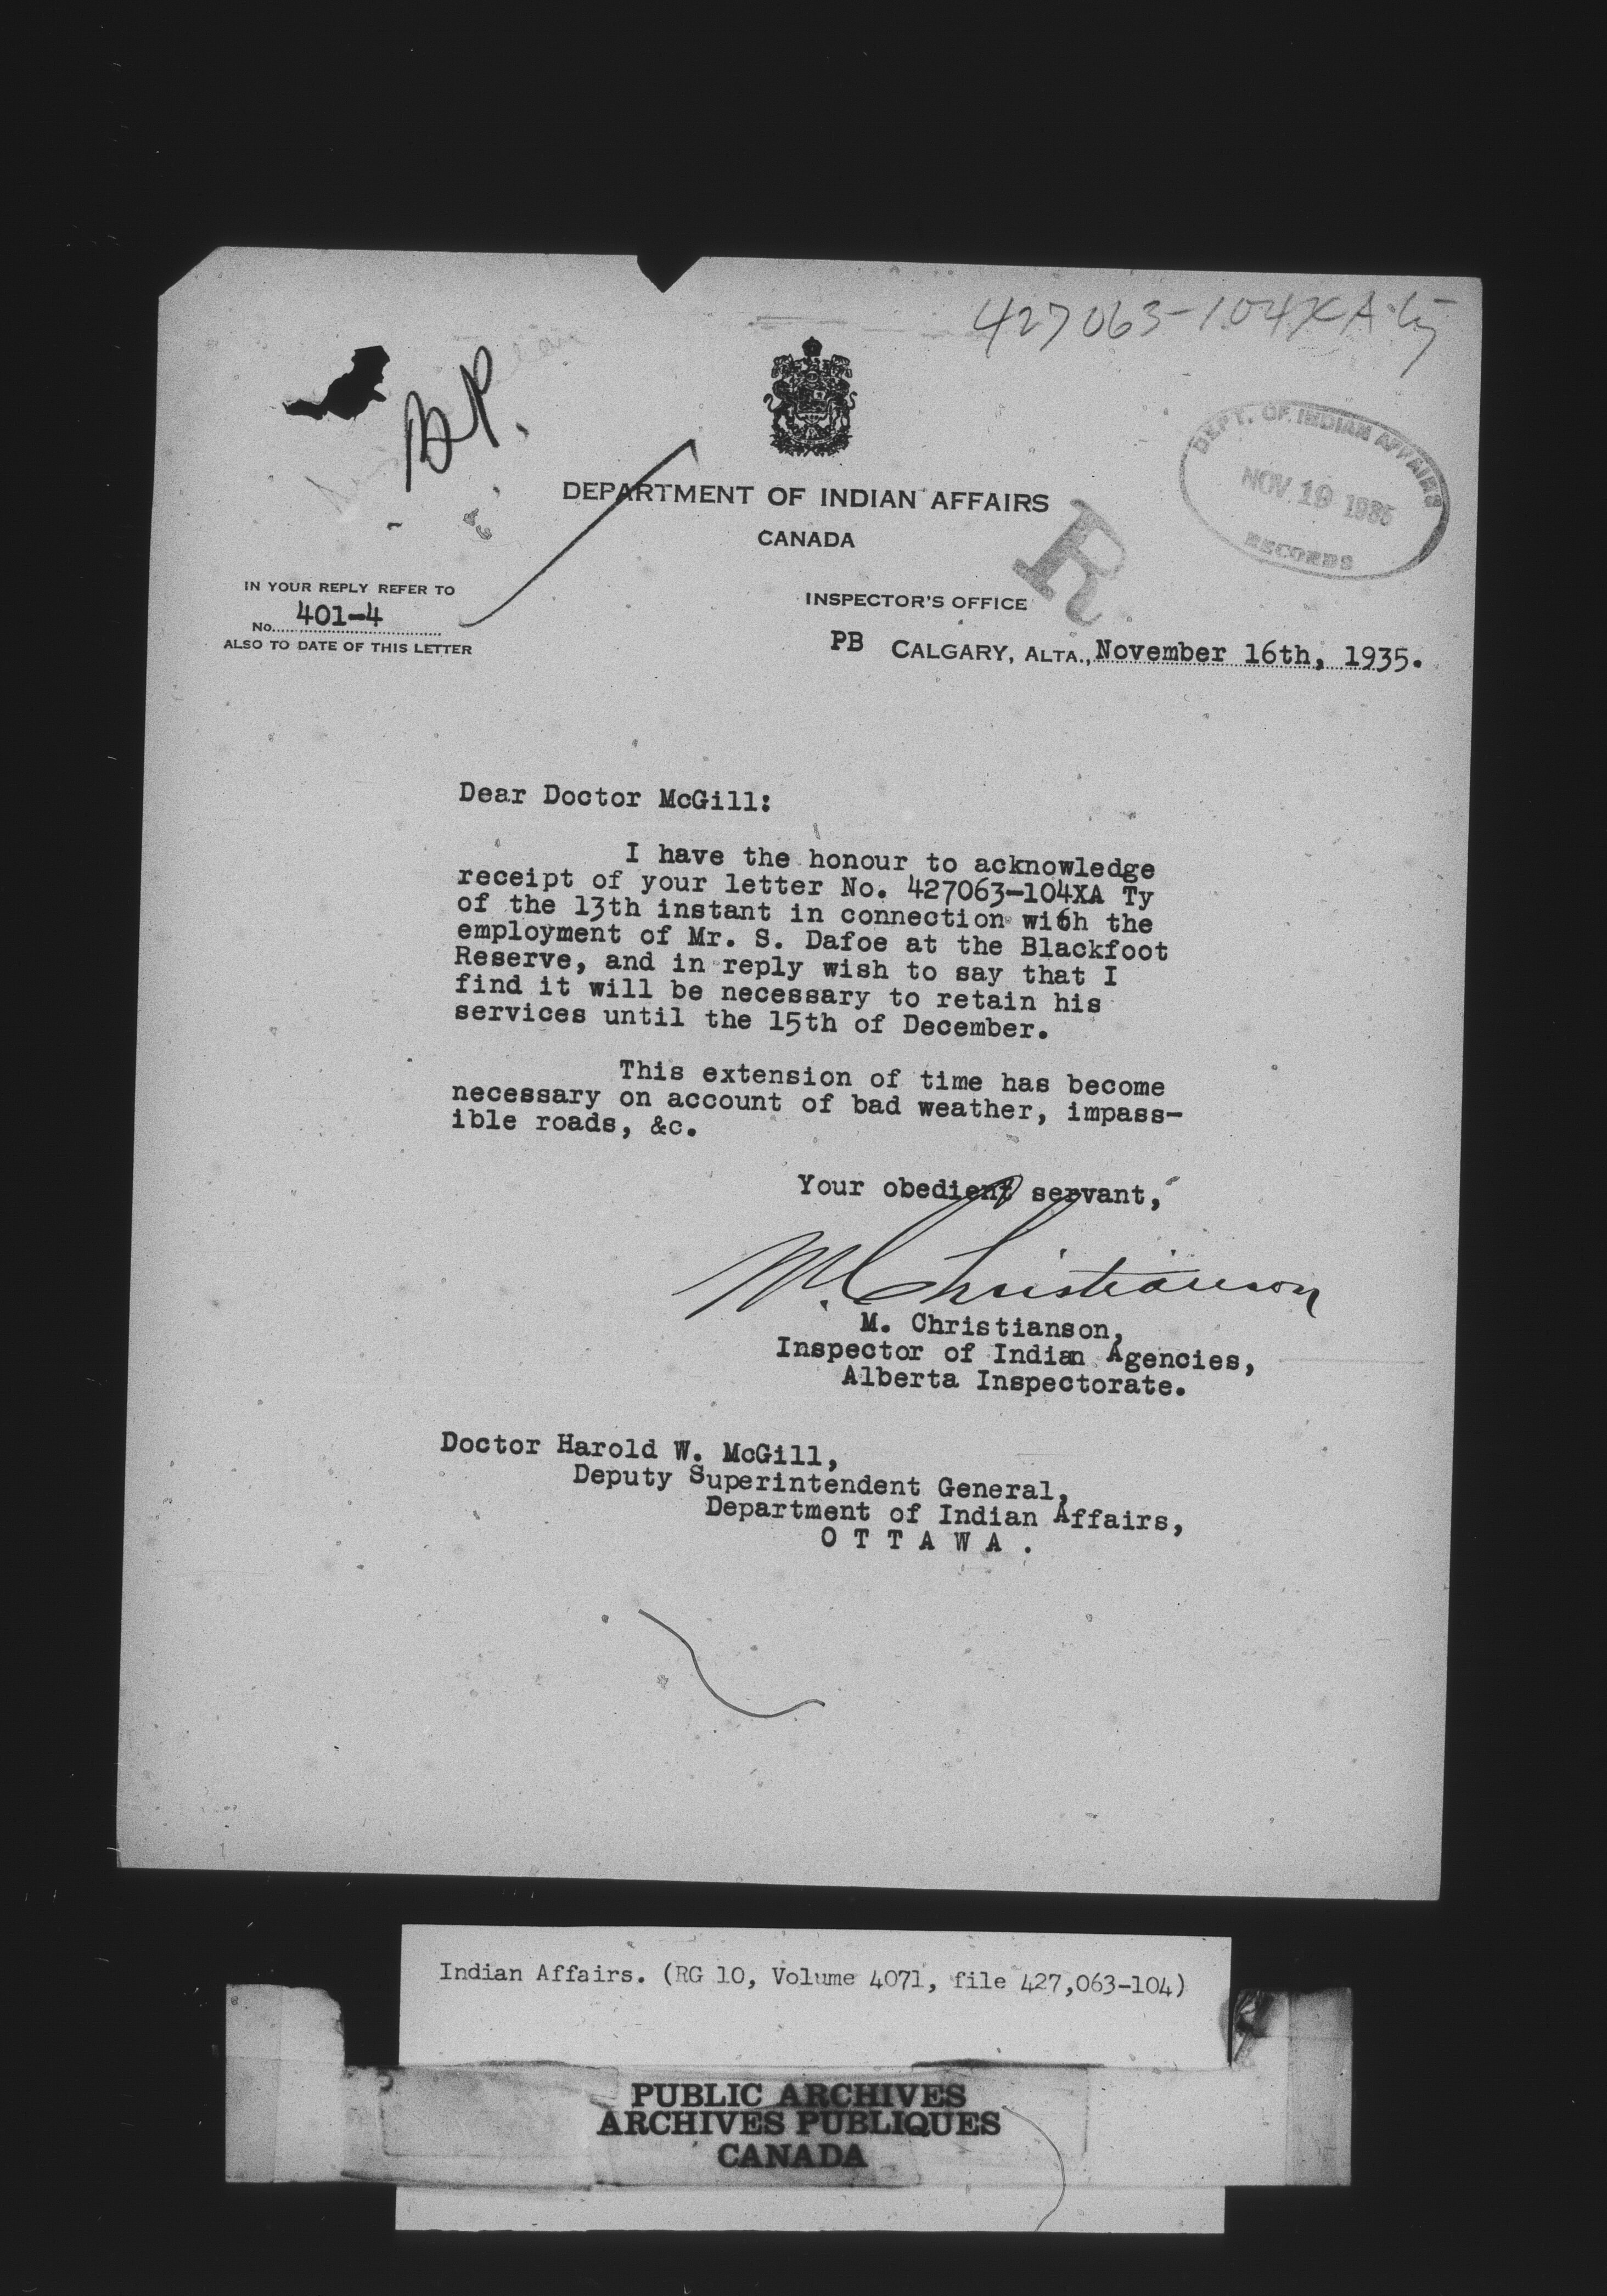 427063-104XA Ty
B.P.
DEPT. OF INDIAN AFFAIRS
NOV 19 1935
RECORDS
DEPARTMENT OF INDIAN AFFAIRS
CANADA
R
IN YOUR REPLY REFER TO
No. 401-4
ALSO TO DATE OF THIS LETTER
INSPECTOR'S OFFICE
PB CALGARY, ALTA., November 16th, 1935.
Dear Doctor McGill:
I have the honour to acknowledge
receipt of your letter No. 427063-104XA Ty
of the 13th instant in connection with the
employment of Mr. S. Dafoe at the Blackfoot
Reserve, and in reply wish to say that I
find it will be necessary to retain his
services until the 15th of December.
This extension of time has become
necessary on account of bad weather, impass-
ible roads, &c.
Your obedient servant,
M. Christianson
M. Christianson,
Inspector of Indian Agencies,
Alberta Inspectorate.
Doctor Harold W. McGill,
Deputy Superintendent General,
Department of Indian Affairs,
O T T A W A .
Indian Affairs. (RG 10, Volume 4071, file 427,063-104)
PUBLIC ARCHIVES
ARCHIVES PUBLIQUES
CANADA